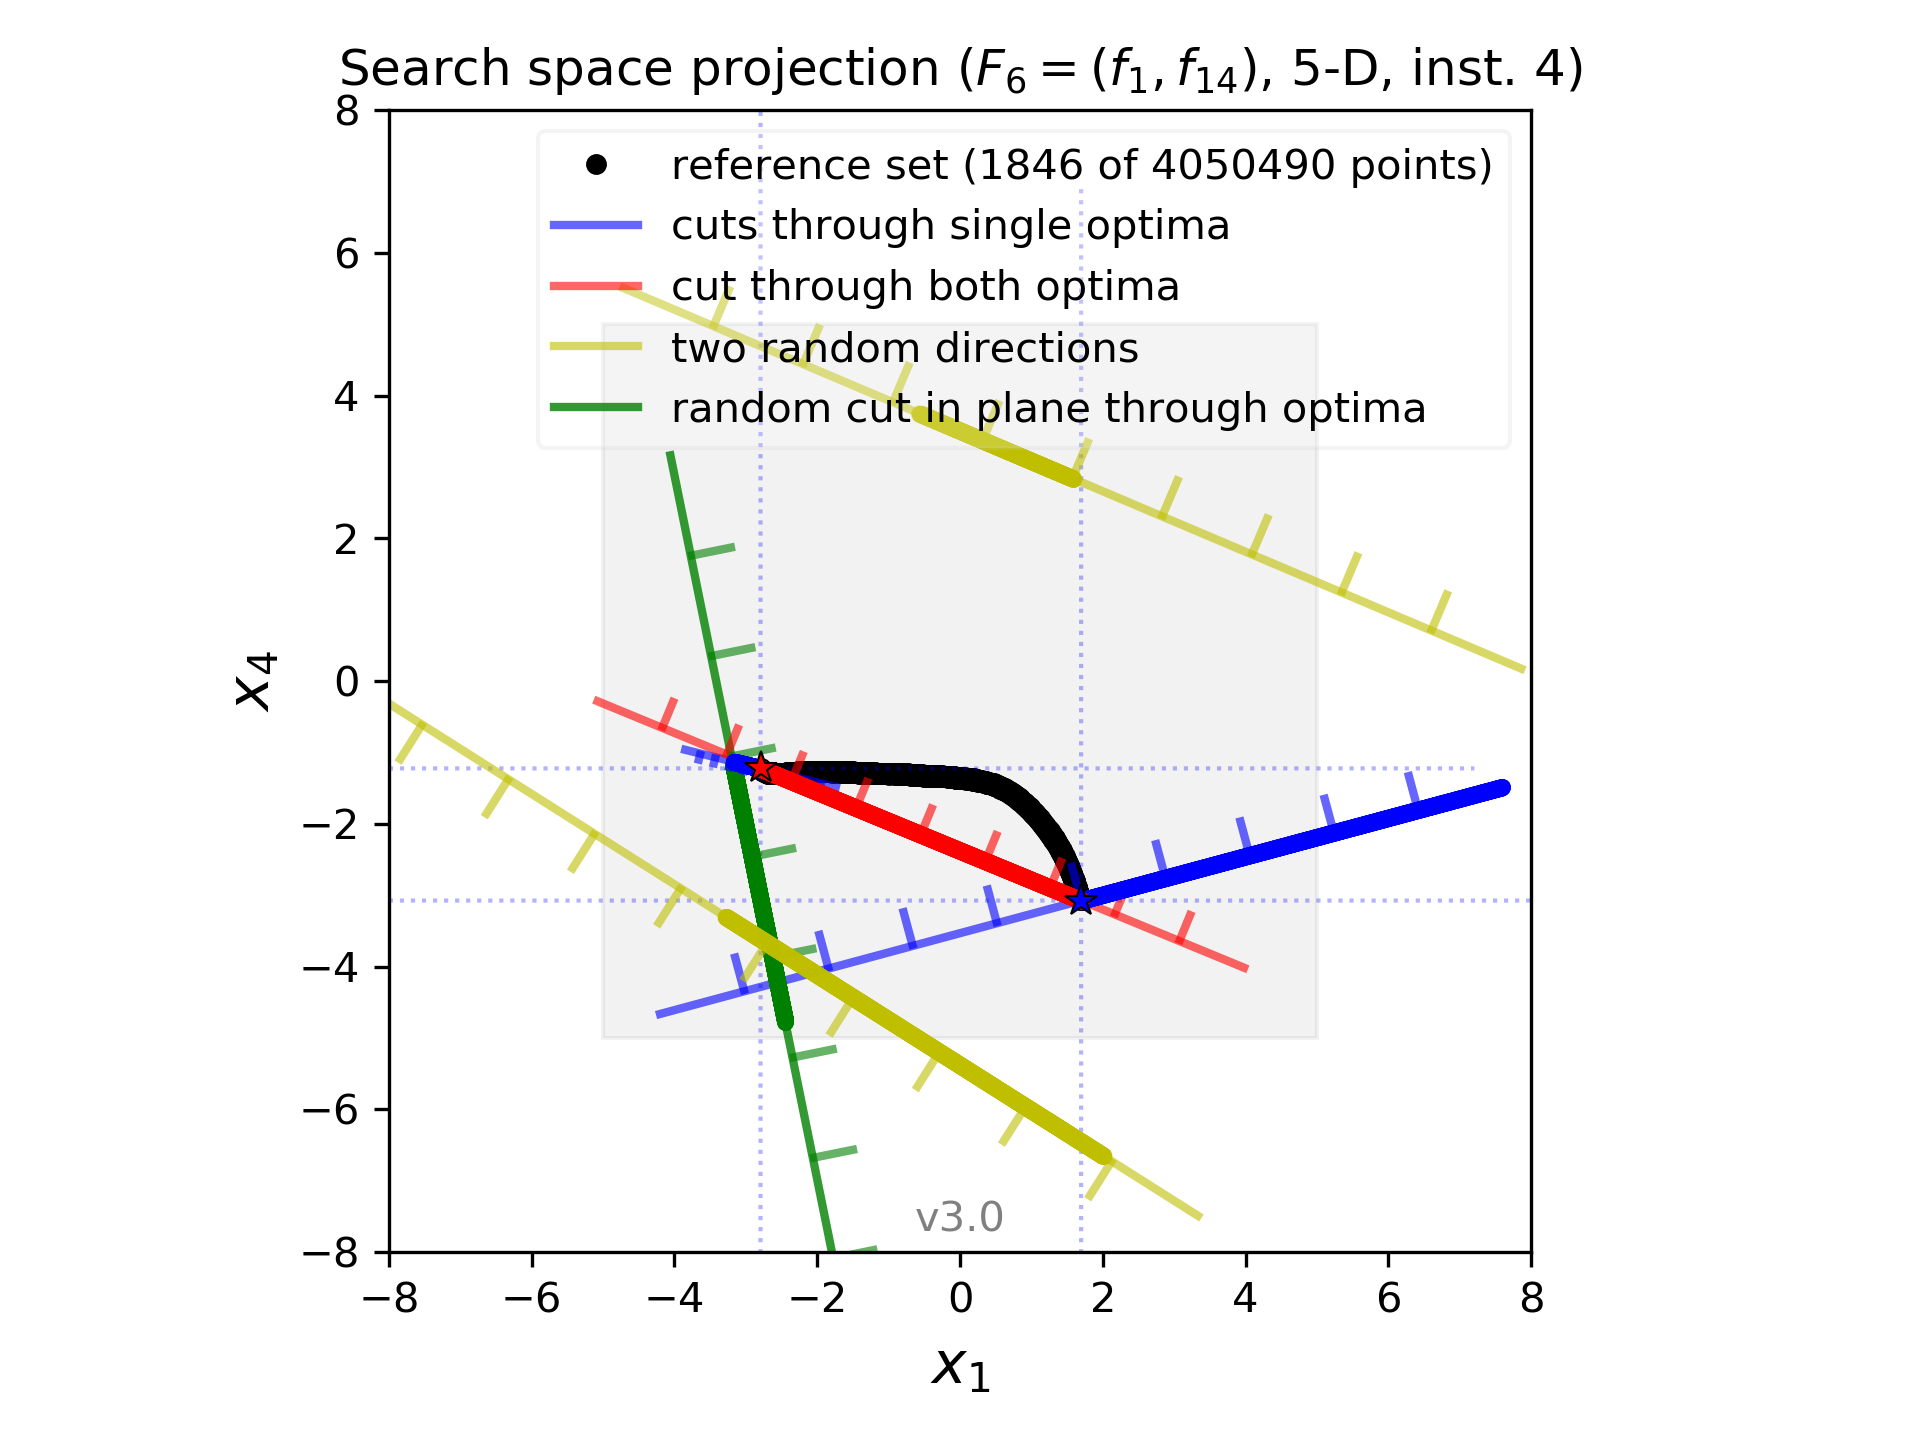 Search space projection (F₆ = (f₁, f₁₄), 5-D, inst. 4)
reference set (1846 of 4050490 points)
cuts through single optima
cut through both optima
two random directions
random cut in plane through optima
8
6
4
2
0
−2
−4
−6
−8
x₄
v3.0
−8 −6 −4 −2 0 2 4 6 8
x₁